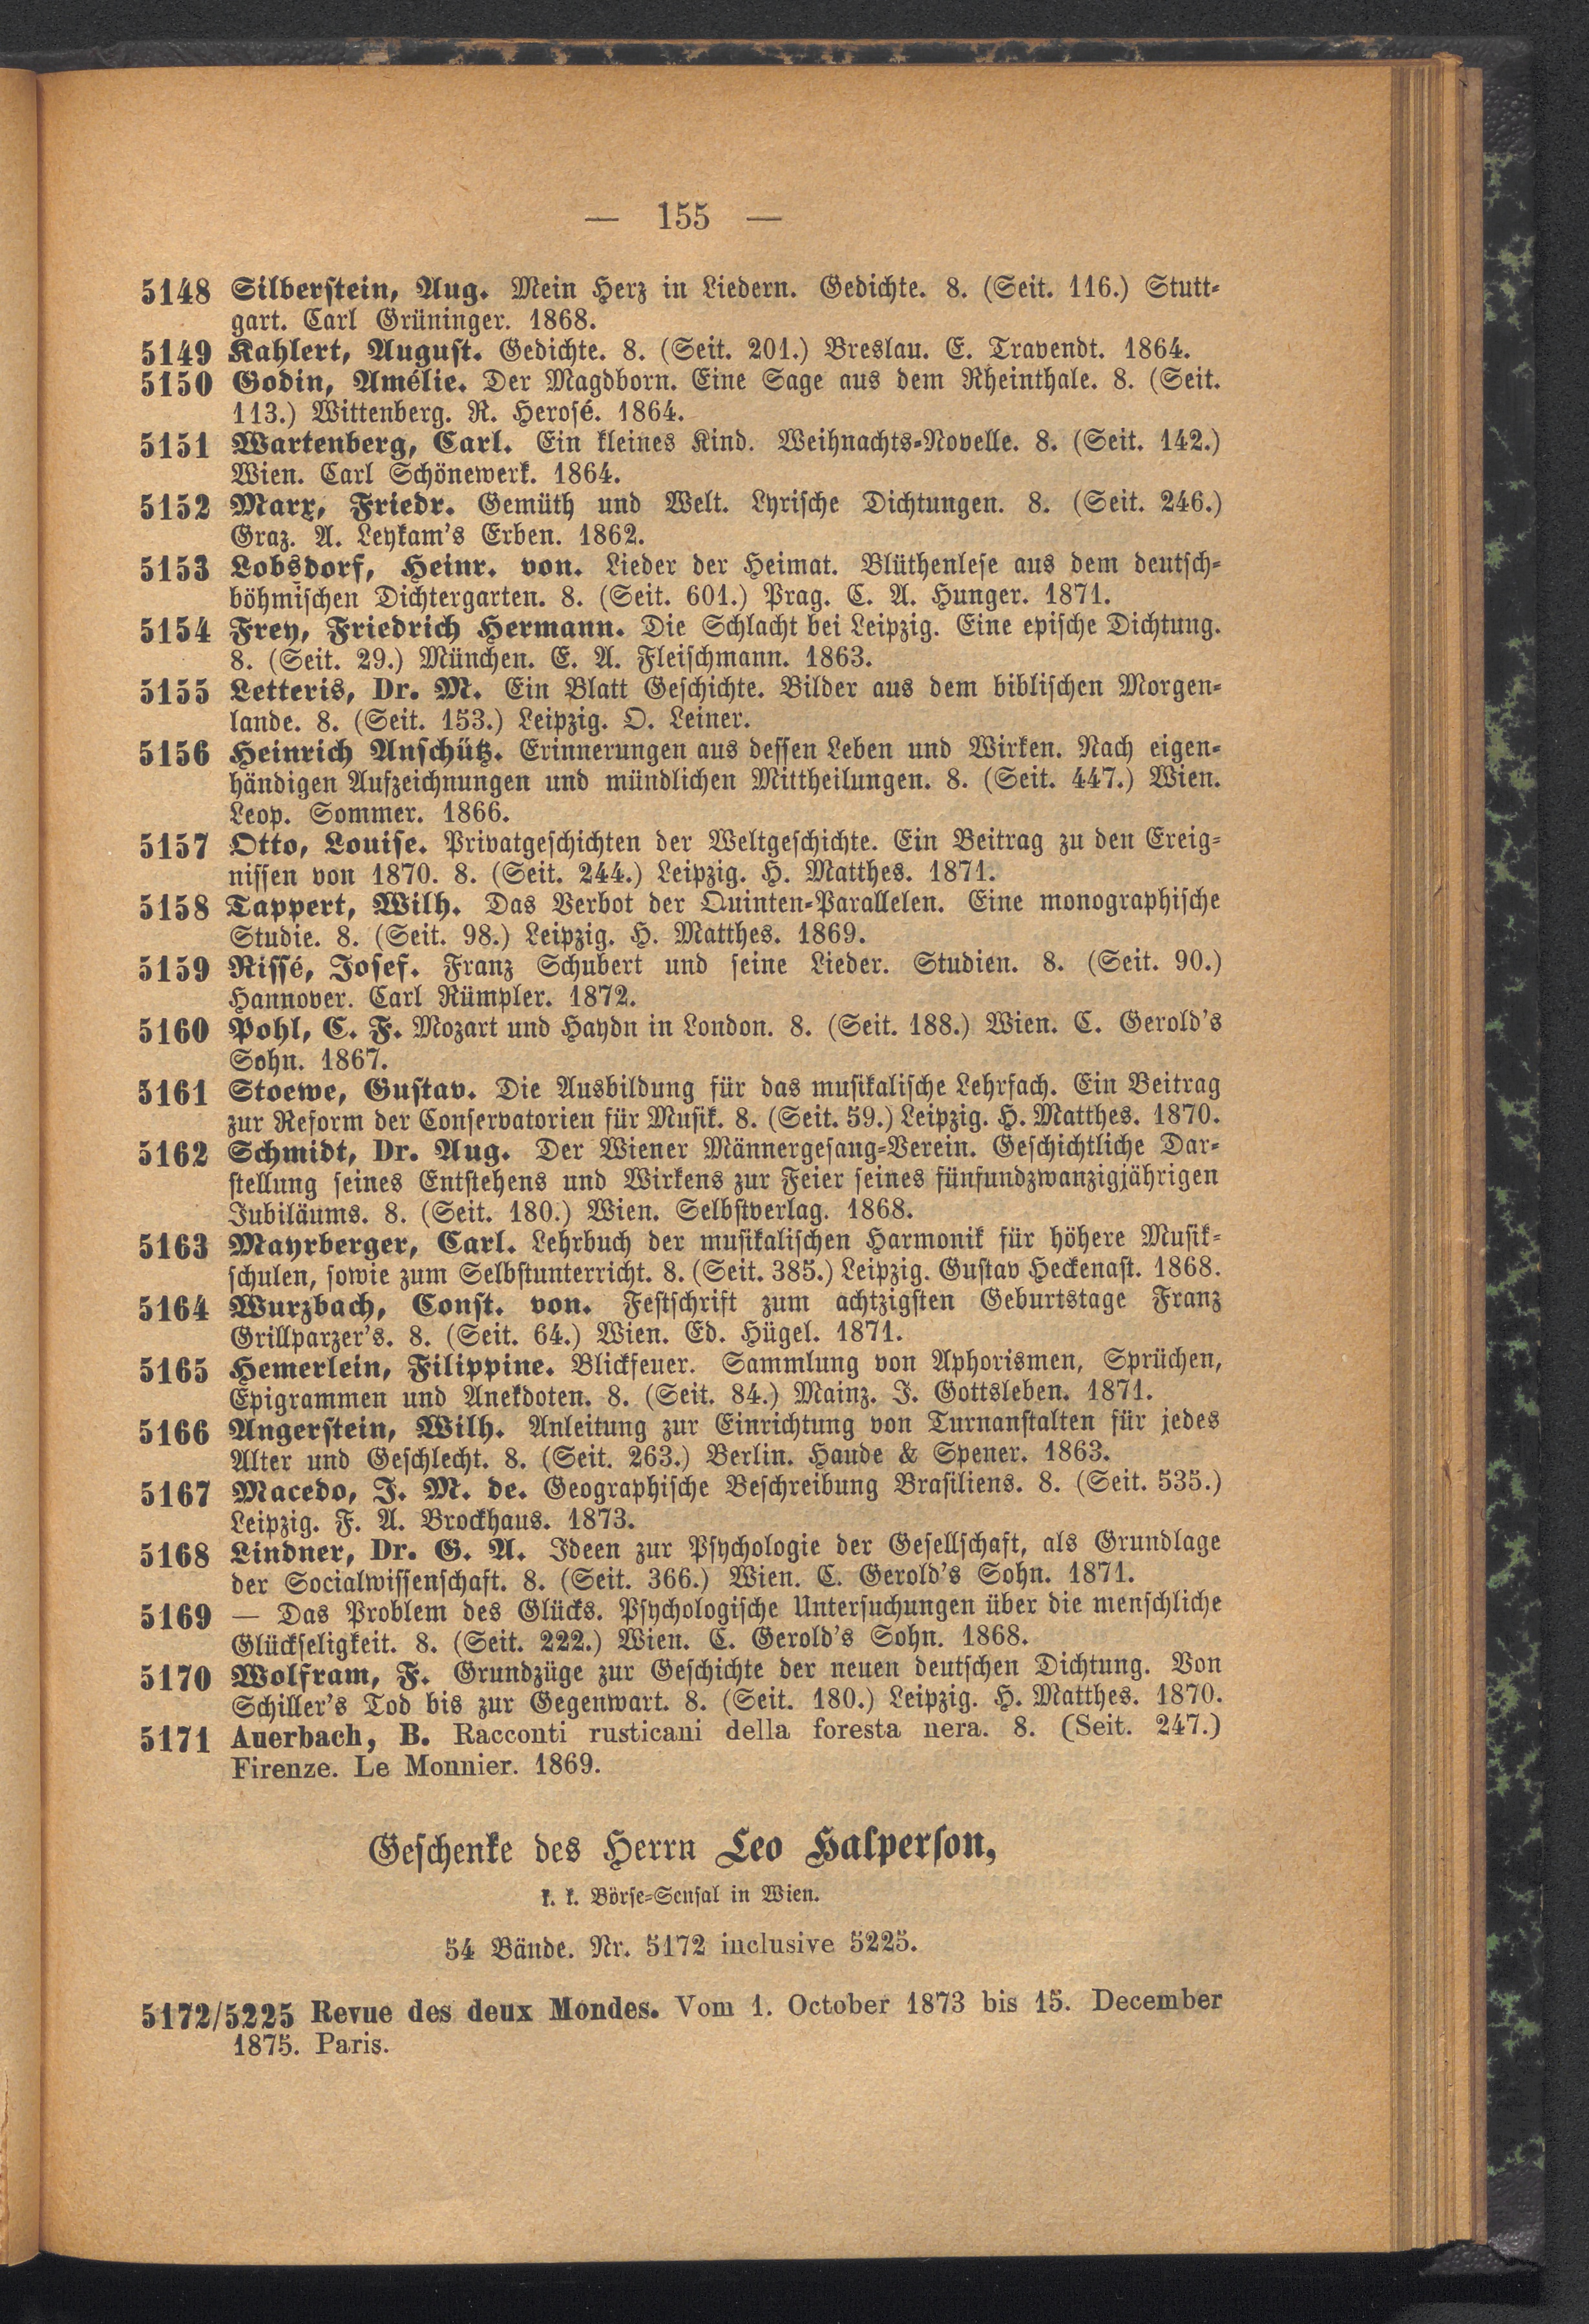 — 155 —
5148 Silberstein, Aug. Mein Herz in Liedern. Gedichte. 8. (Seit. 116.) Stutt-
gart. Carl Grüninger. 1868.
5149 Kahlert, August. Gedichte. 8. (Seit. 201.) Breslau. E. Travendt. 1864.
5150 Godin, Amélie. Der Magdborn. Eine Sage aus dem Rheinthale. 8. (Seit.
113.) Wittenberg. R. Herosé. 1864.
5151 Wartenberg, Carl. Ein kleines Kind. Weihnachts-Novelle. 8. (Seit. 142.)
Wien. Carl Schönewerk. 1864.
5152 Marx, Friedr. Gemüth und Welt. Lyrische Dichtungen. 8. (Seit. 246.)
Graz. A. Leykam's Erben. 1862.
5153 Lobsdorf, Heinr. von. Lieder der Heimat. Blüthenlese aus dem deutsch-
böhmischen Dichtergarten. 8. (Seit. 601.) Prag. C. A. Hunger. 1871.
5154 Frey, Friedrich Hermann. Die Schlacht bei Leipzig. Eine epische Dichtung.
8. (Seit. 29.) München. E. A. Fleischmann. 1863.
5155 Letteris, Dr. M. Ein Blatt Geschichte. Bilder aus dem biblischen Morgen-
lande. 8. (Seit. 153.) Leipzig. O. Leiner.
5156 Heinrich Anschütz. Erinnerungen aus dessen Leben und Wirken. Nach eigen-
händigen Aufzeichnungen und mündlichen Mittheilungen. 8. (Seit. 447.) Wien.
Leop. Sommer. 1866.
5157 Otto, Louise. Privatgeschichten der Weltgeschichte. Ein Beitrag zu den Ereig-
nissen von 1870. 8. (Seit. 244.) Leipzig. H. Matthes. 1871.
5158 Tappert, Wilh. Das Verbot der Quinten-Parallelen. Eine monographische
Studie. 8. (Seit. 98.) Leipzig. H. Matthes. 1869.
5159 Rissé, Josef. Franz Schubert und seine Lieder. Studien. 8. (Seit. 90.)
Hannover. Carl Rümpler. 1872.
5160 Pohl, C. F. Mozart und Haydn in London. 8. (Seit. 188.) Wien. C. Gerold's
Sohn. 1867.
5161 Stoewe, Gustav. Die Ausbildung für das musikalische Lehrfach. Ein Beitrag
zur Reform der Conservatorien für Musik. 8. (Seit. 59.) Leipzig. H. Matthes. 1870.
5162 Schmidt, Dr. Aug. Der Wiener Männergesang-Verein. Geschichtliche Dar-
stellung seines Entstehens und Wirkens zur Feier seines fünfundzwanzigjährigen
Jubiläums. 8. (Seit. 180.) Wien. Selbstverlag. 1868.
5163 Mayrberger, Carl. Lehrbuch der musikalischen Harmonik für höhere Musik-
schulen, sowie zum Selbstunterricht. 8. (Seit. 385.) Leipzig. Gustav Heckenast. 1868.
5164 Wurzbach, Const. von. Festschrift zum achtzigsten Geburtstage Franz
Grillparzer's. 8. (Seit. 64.) Wien. Ed. Hügel. 1871.
5165 Hemerlein, Filippine. Blickfeuer. Sammlung von Aphorismen, Sprüchen,
Epigrammen und Anekdoten. 8. (Seit. 84.) Mainz. J. Gottsleben. 1871.
5166 Angerstein, Wilh. Anleitung zur Einrichtung von Turnanstalten für jedes
Alter und Geschlecht. 8. (Seit. 263.) Berlin. Haude & Spener. 1863.
5167 Macedo, J. M. de. Geographische Beschreibung Brasiliens. 8. (Seit. 535.)
Leipzig. F. A. Brockhaus. 1873.
5168 Lindner, Dr. G. A. Ideen zur Psychologie der Gesellschaft, als Grundlage
der Socialwissenschaft. 8. (Seit. 366.) Wien. C. Gerold's Sohn. 1871.
5169 — Das Problem des Glücks. Psychologische Untersuchungen über die menschliche
Glückseligkeit. 8. (Seit. 222.) Wien. C. Gerold's Sohn. 1868.
5170 Wolfram, F. Grundzüge zur Geschichte der neuen deutschen Dichtung. Von
Schiller's Tod bis zur Gegenwart. 8. (Seit. 180.) Leipzig. H. Matthes. 1870.
5171 Auerbach, B. Racconti rusticani della foresta nera. 8. (Seit. 247.)
Firenze. Le Monnier. 1869.
Geschenke des Herrn Leo Halperson,
k. k. Börse-Sensal in Wien.
54 Bände. Nr. 5172 inclusive 5225.
5172/5225 Revue des deux Mondes. Vom 1. October 1873 bis 15. December
1875. Paris.